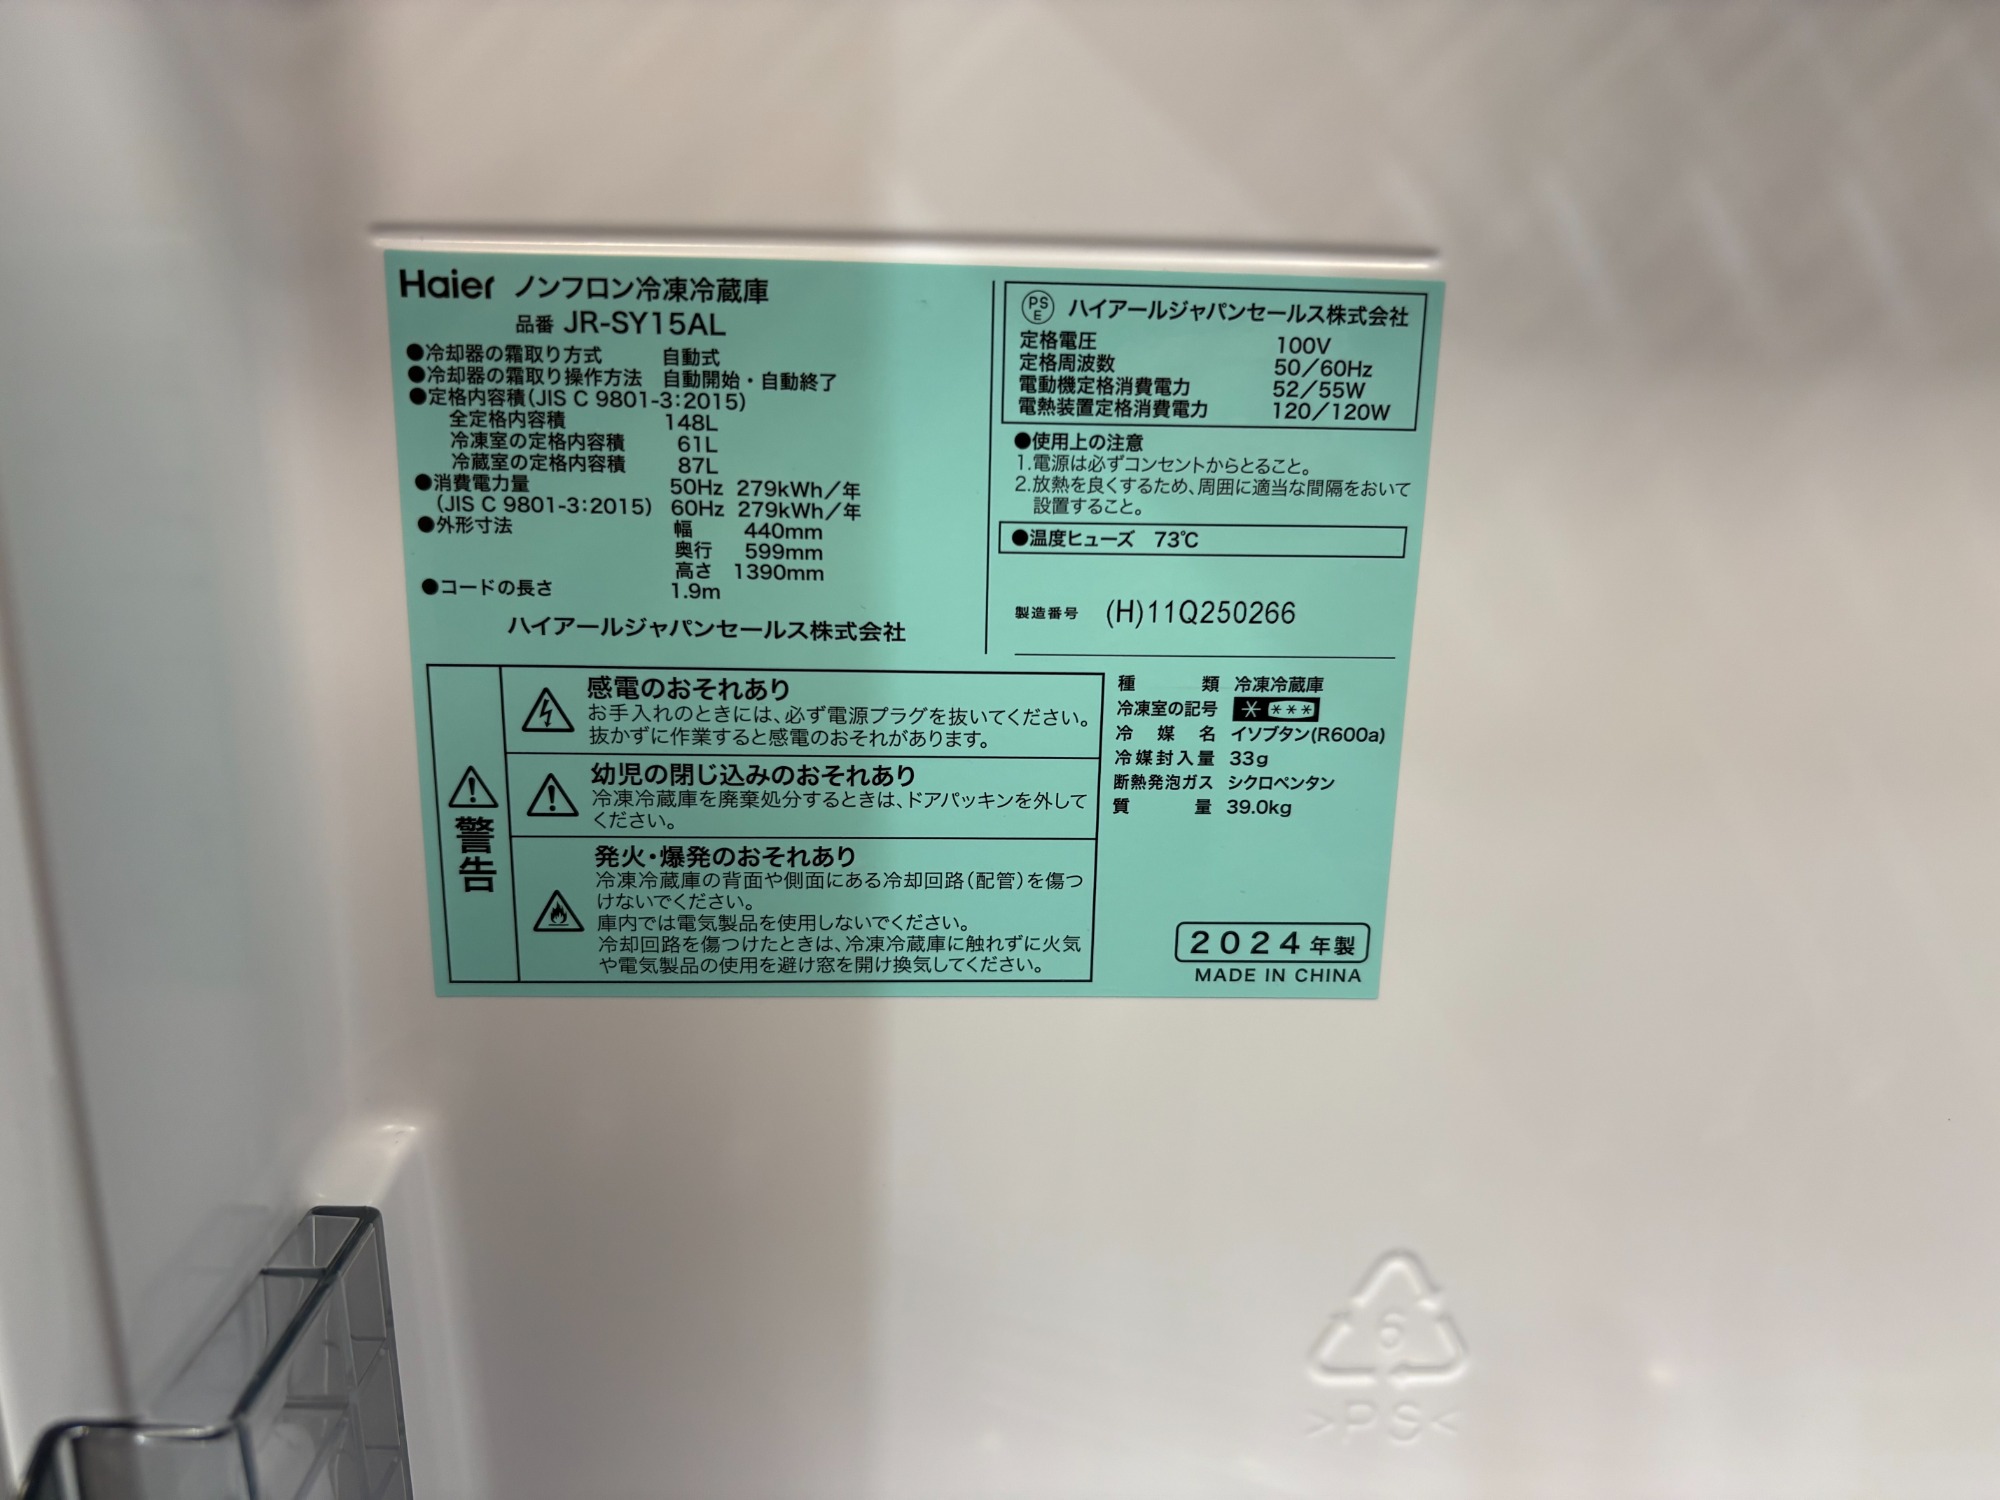 Haier ノンフロン冷凍冷蔵庫
品番 JR-SY15AL
●冷却器の霜取り方式 自動式
●冷却器の霜取り操作方法 自動開始・自動終了
●定格内容積(JIS C 9801-3:2015)
全定格内容積 148L
冷凍室の定格内容積 61L
冷蔵室の定格内容積 87L
●消費電力量 50Hz 279kWh/年
(JIS C 9801-3:2015) 60Hz 279kWh/年
●外形寸法 幅 440mm
奥行 599mm
高さ 1390mm
●コードの長さ 1.9m
ハイアールジャパンセールス株式会社
PS
E
ハイアールジャパンセールス株式会社
定格電圧 100V
定格周波数 50/60Hz
電動機定格消費電力 52/55W
電熱装置定格消費電力 120/120W
●使用上の注意
1.電源は必ずコンセントからとること。
2.放熱を良くするため、周囲に適当な間隔をおいて
設置すること。
●温度ヒューズ 73℃
製造番号 (H)11Q250266
警告
感電のおそれあり
お手入れのときには、必ず電源プラグを抜いてください。
抜かずに作業すると感電のおそれがあります。
幼児の閉じ込みのおそれあり
冷凍冷蔵庫を廃棄処分するときは、ドアパッキンを外して
ください。
発火・爆発のおそれあり
冷凍冷蔵庫の背面や側面にある冷却回路(配管)を傷つ
けないでください。
庫内では電気製品を使用しないでください。
冷却回路を傷つけたときは、冷凍冷蔵庫に触れずに火気
や電気製品の使用を避け窓を開け換気してください。
種類 冷凍冷蔵庫
冷凍室の記号 * ***
冷媒名 イソブタン(R600a)
冷媒封入量 33g
断熱発泡ガス シクロペンタン
質量 39.0kg
2024年製
MADE IN CHINA
6
>PS<